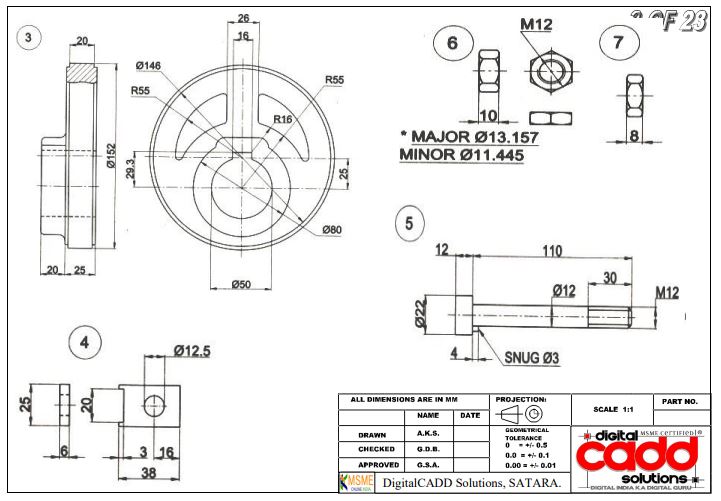 2 OF 23
3
20
26
16
Ø146
R55
R55
R16
Ø152
29.3
25
Ø80
Ø50
20
25
6
M12
7
10
8
* MAJOR Ø13.157
MINOR Ø11.445
5
12
110
30
Ø12
M12
Ø22
4
SNUG Ø3
4
Ø12.5
25
20
6
3
16
38
ALL DIMENSIONS ARE IN MM
NAME
DATE
DRAWN
A.K.S.
CHECKED
G.D.B.
APPROVED
G.S.A.
PROJECTION:
GEOMETRICAL
TOLERANCE
0 = +/- 0.5
0.0 = +/- 0.1
0.00 = +/- 0.01
SCALE 1:1
PART NO.
MSME
ONLINE INDIA
DigitalCADD Solutions, SATARA.
digital
MSME CERTIFIED!®
cadd
solutions
DIGITAL INDIA K.A DIGITAL GURU